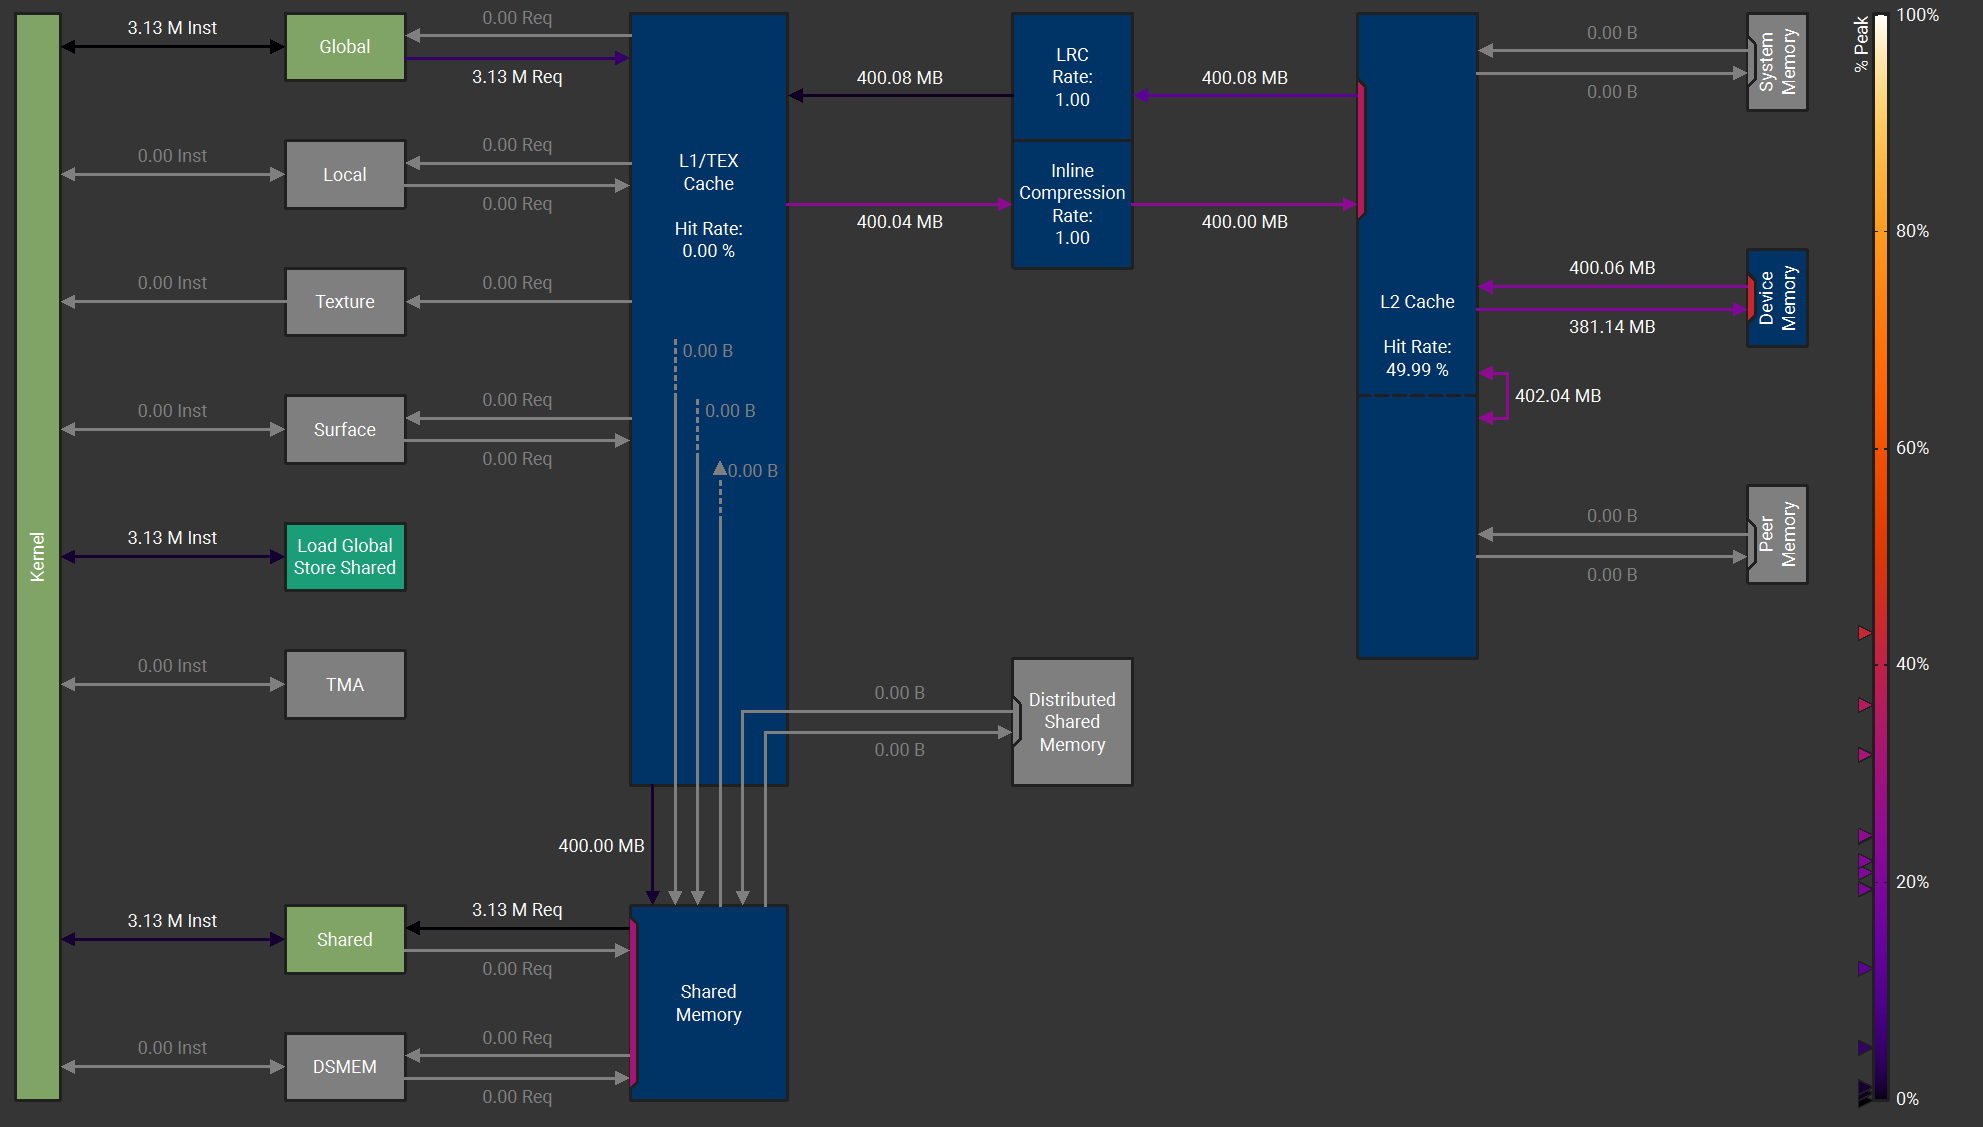 Kernel
3.13 M Inst
Global
0.00 Req
3.13 M Req
0.00 Inst
Local
0.00 Req
0.00 Req
0.00 Inst
Texture
0.00 Req
0.00 Inst
Surface
0.00 Req
0.00 Req
3.13 M Inst
Load Global
Store Shared
0.00 Inst
TMA
3.13 M Inst
Shared
3.13 M Req
0.00 Req
0.00 Inst
DSMEM
0.00 Req
0.00 Req
L1/TEX
Cache
Hit Rate:
0.00 %
0.00 B
0.00 B
0.00 B
400.00 MB
Shared
Memory
400.08 MB
400.04 MB
LRC
Rate:
1.00
Inline
Compression
Rate:
1.00
400.08 MB
400.00 MB
0.00 B
0.00 B
Distributed
Shared
Memory
L2 Cache
Hit Rate:
49.99 %
0.00 B
0.00 B
System
Memory
400.06 MB
381.14 MB
Device
Memory
402.04 MB
0.00 B
0.00 B
Peer
Memory
% Peak
100%
80%
60%
40%
20%
0%